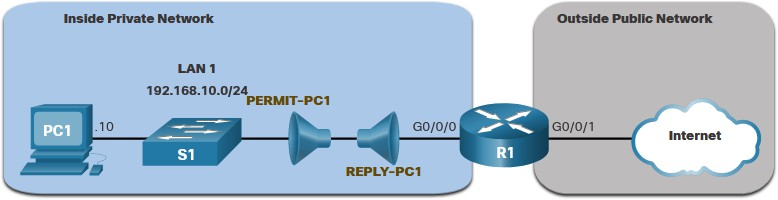 Inside Private Network
Outside Public Network
LAN 1
192.168.10.0/24
PERMIT-PC1
PC1
.10
S1
REPLY-PC1
G0/0/0
R1
G0/0/1
Internet